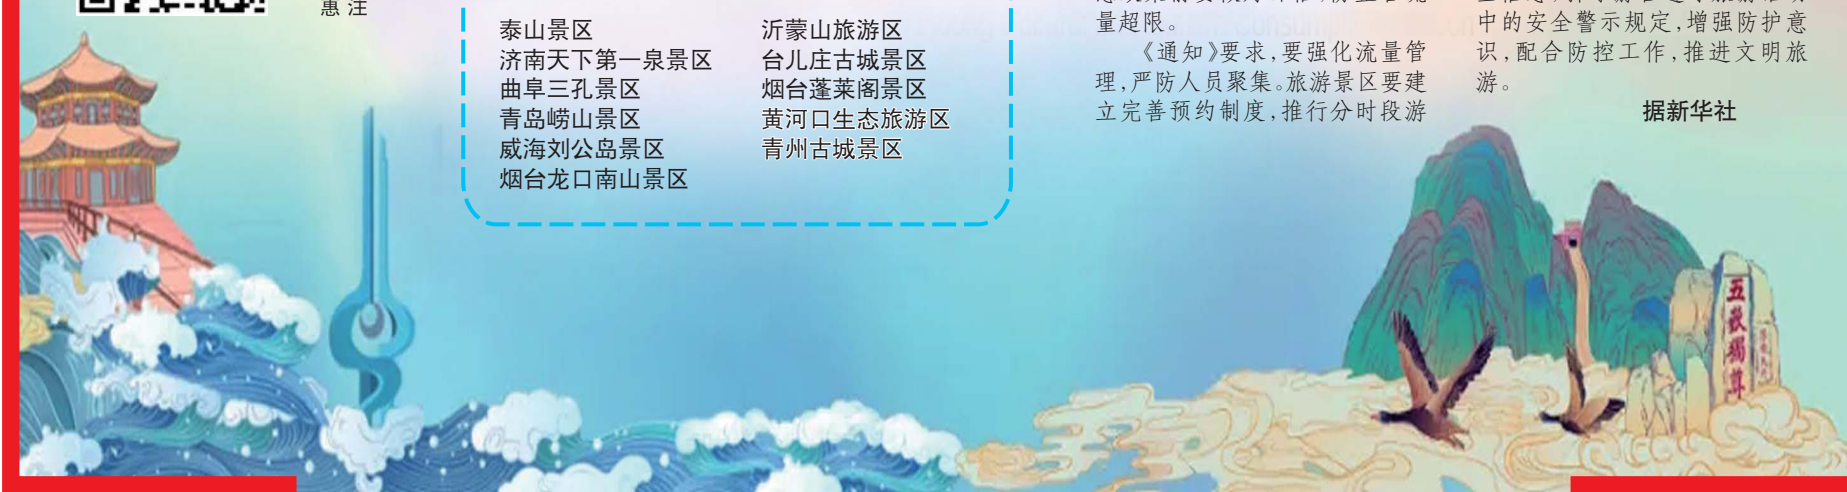 惠 注
泰山景区
济南天下第一泉景区
曲阜三孔景区
青岛崂山景区
威海刘公岛景区
烟台龙口南山景区
沂蒙山旅游区
台儿庄古城景区
烟台蓬莱阁景区
黄河口生态旅游区
青州古城景区
量超限。
《通知》要求,要强化流量管
理,严防人员聚集。旅游景区要建
立完善预约制度,推行分时段游
中的安全警示规定,增强防护意
识,配合防控工作,推进文明旅
游。
据新华社
五嶽獨尊